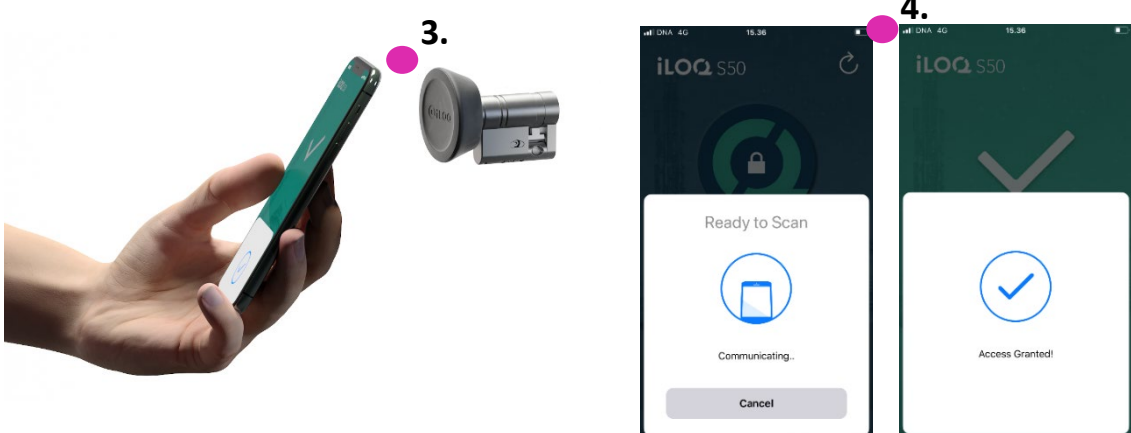 3.
iLOQ
4.
DNA 4G
15.36
iLOQ S50
Ready to Scan
Communicating..
Cancel
DNA 4G
15.36
iLOQ S50
Access Granted!